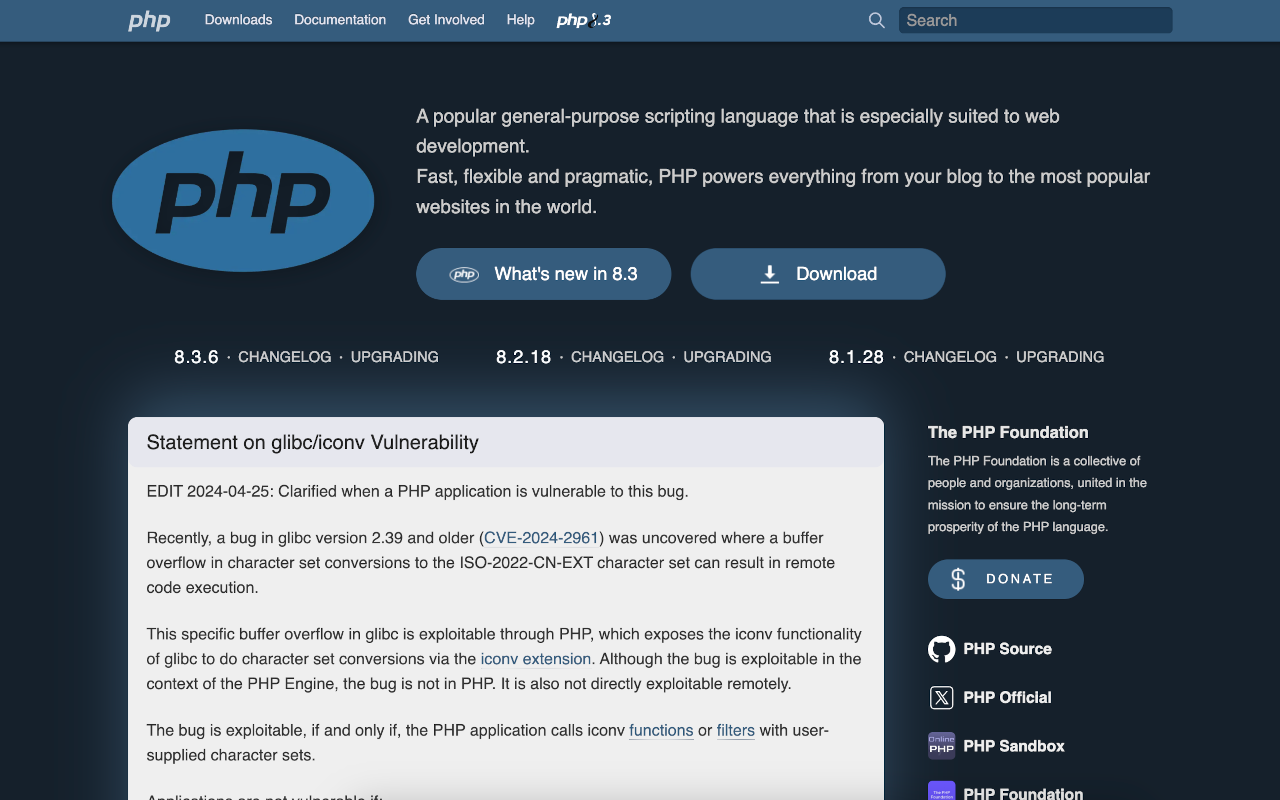 php Downloads Documentation Get Involved Help php8.3 Search
php
A popular general-purpose scripting language that is especially suited to web
development.
Fast, flexible and pragmatic, PHP powers everything from your blog to the most popular
websites in the world.
php What's new in 8.3 Download
8.3.6 · CHANGELOG · UPGRADING 8.2.18 · CHANGELOG · UPGRADING 8.1.28 · CHANGELOG · UPGRADING
Statement on glibc/iconv Vulnerability
EDIT 2024-04-25: Clarified when a PHP application is vulnerable to this bug.
Recently, a bug in glibc version 2.39 and older (CVE-2024-2961) was uncovered where a buffer
overflow in character set conversions to the ISO-2022-CN-EXT character set can result in remote
code execution.
This specific buffer overflow in glibc is exploitable through PHP, which exposes the iconv functionality
of glibc to do character set conversions via the iconv extension. Although the bug is exploitable in the
context of the PHP Engine, the bug is not in PHP. It is also not directly exploitable remotely.
The bug is exploitable, if and only if, the PHP application calls iconv functions or filters with user-
supplied character sets.
Applications are not vulnerable if:
The PHP Foundation
The PHP Foundation is a collective of
people and organizations, united in the
mission to ensure the long-term
prosperity of the PHP language.
$ DONATE
PHP Source
PHP Official
Online
PHP
PHP Sandbox
The PHP
Foundation
PHP Foundation